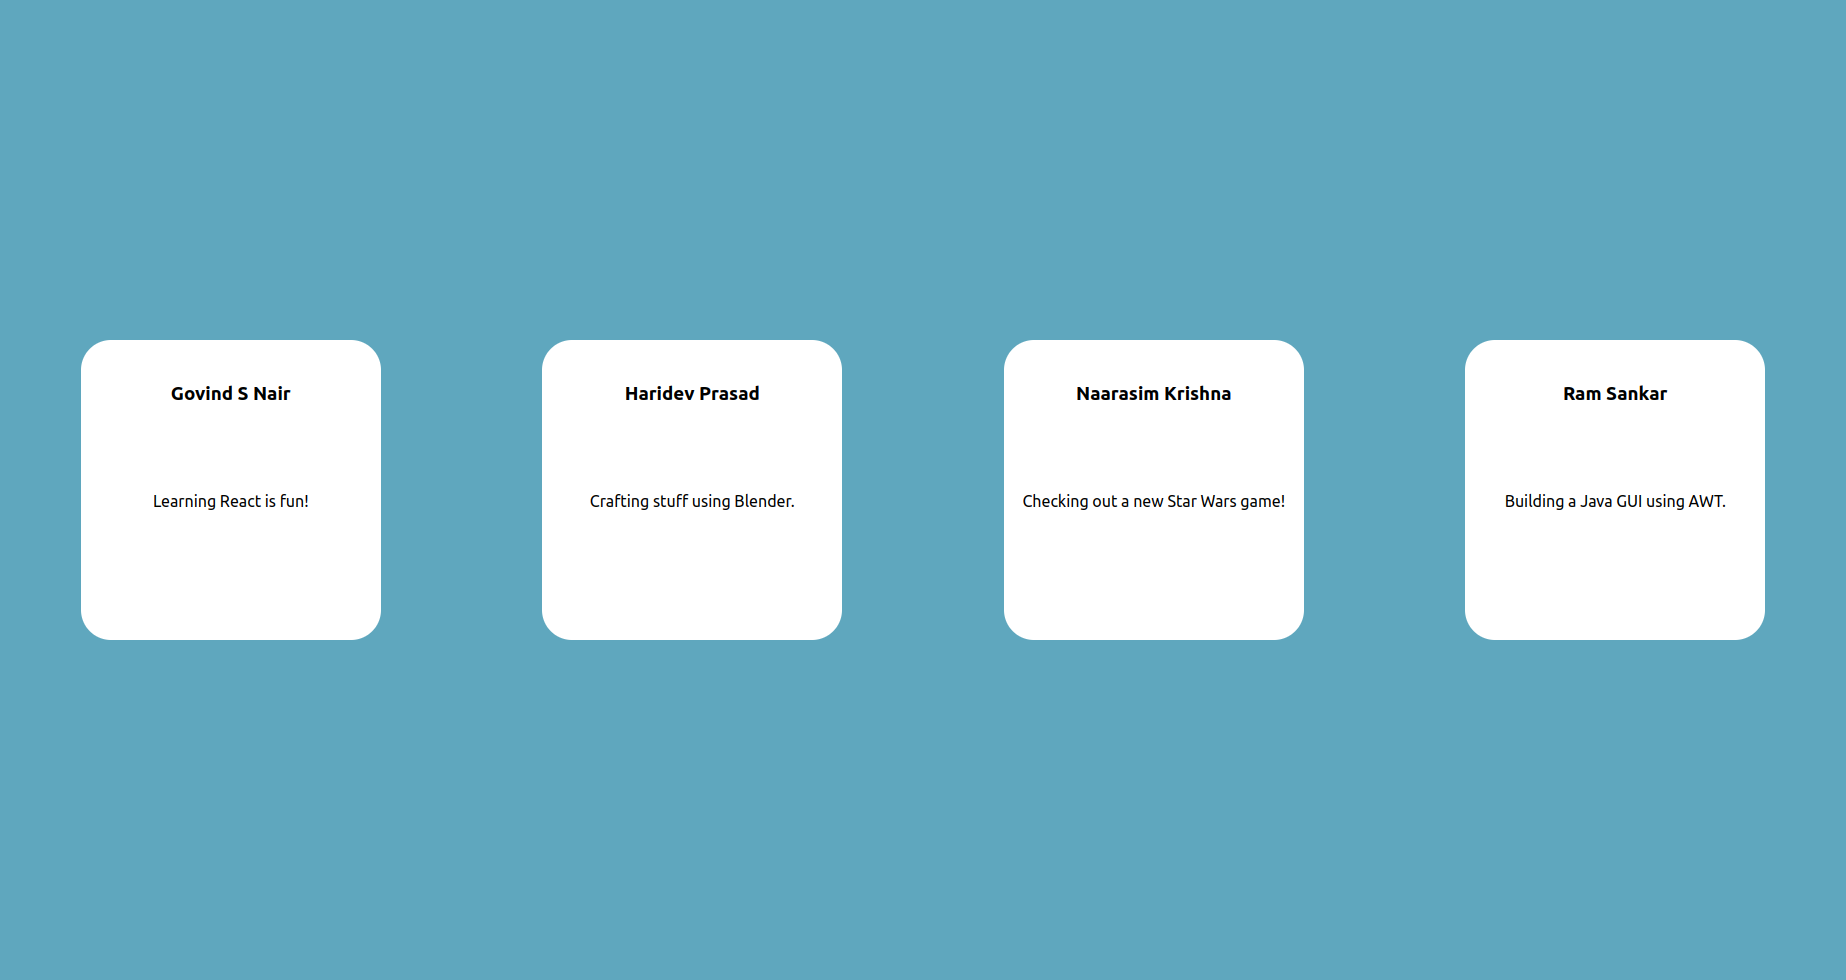 Govind S Nair
Learning React is fun!
Haridev Prasad
Crafting stuff using Blender.
Naarasim Krishna
Checking out a new Star Wars game!
Ram Sankar
Building a Java GUI using AWT.